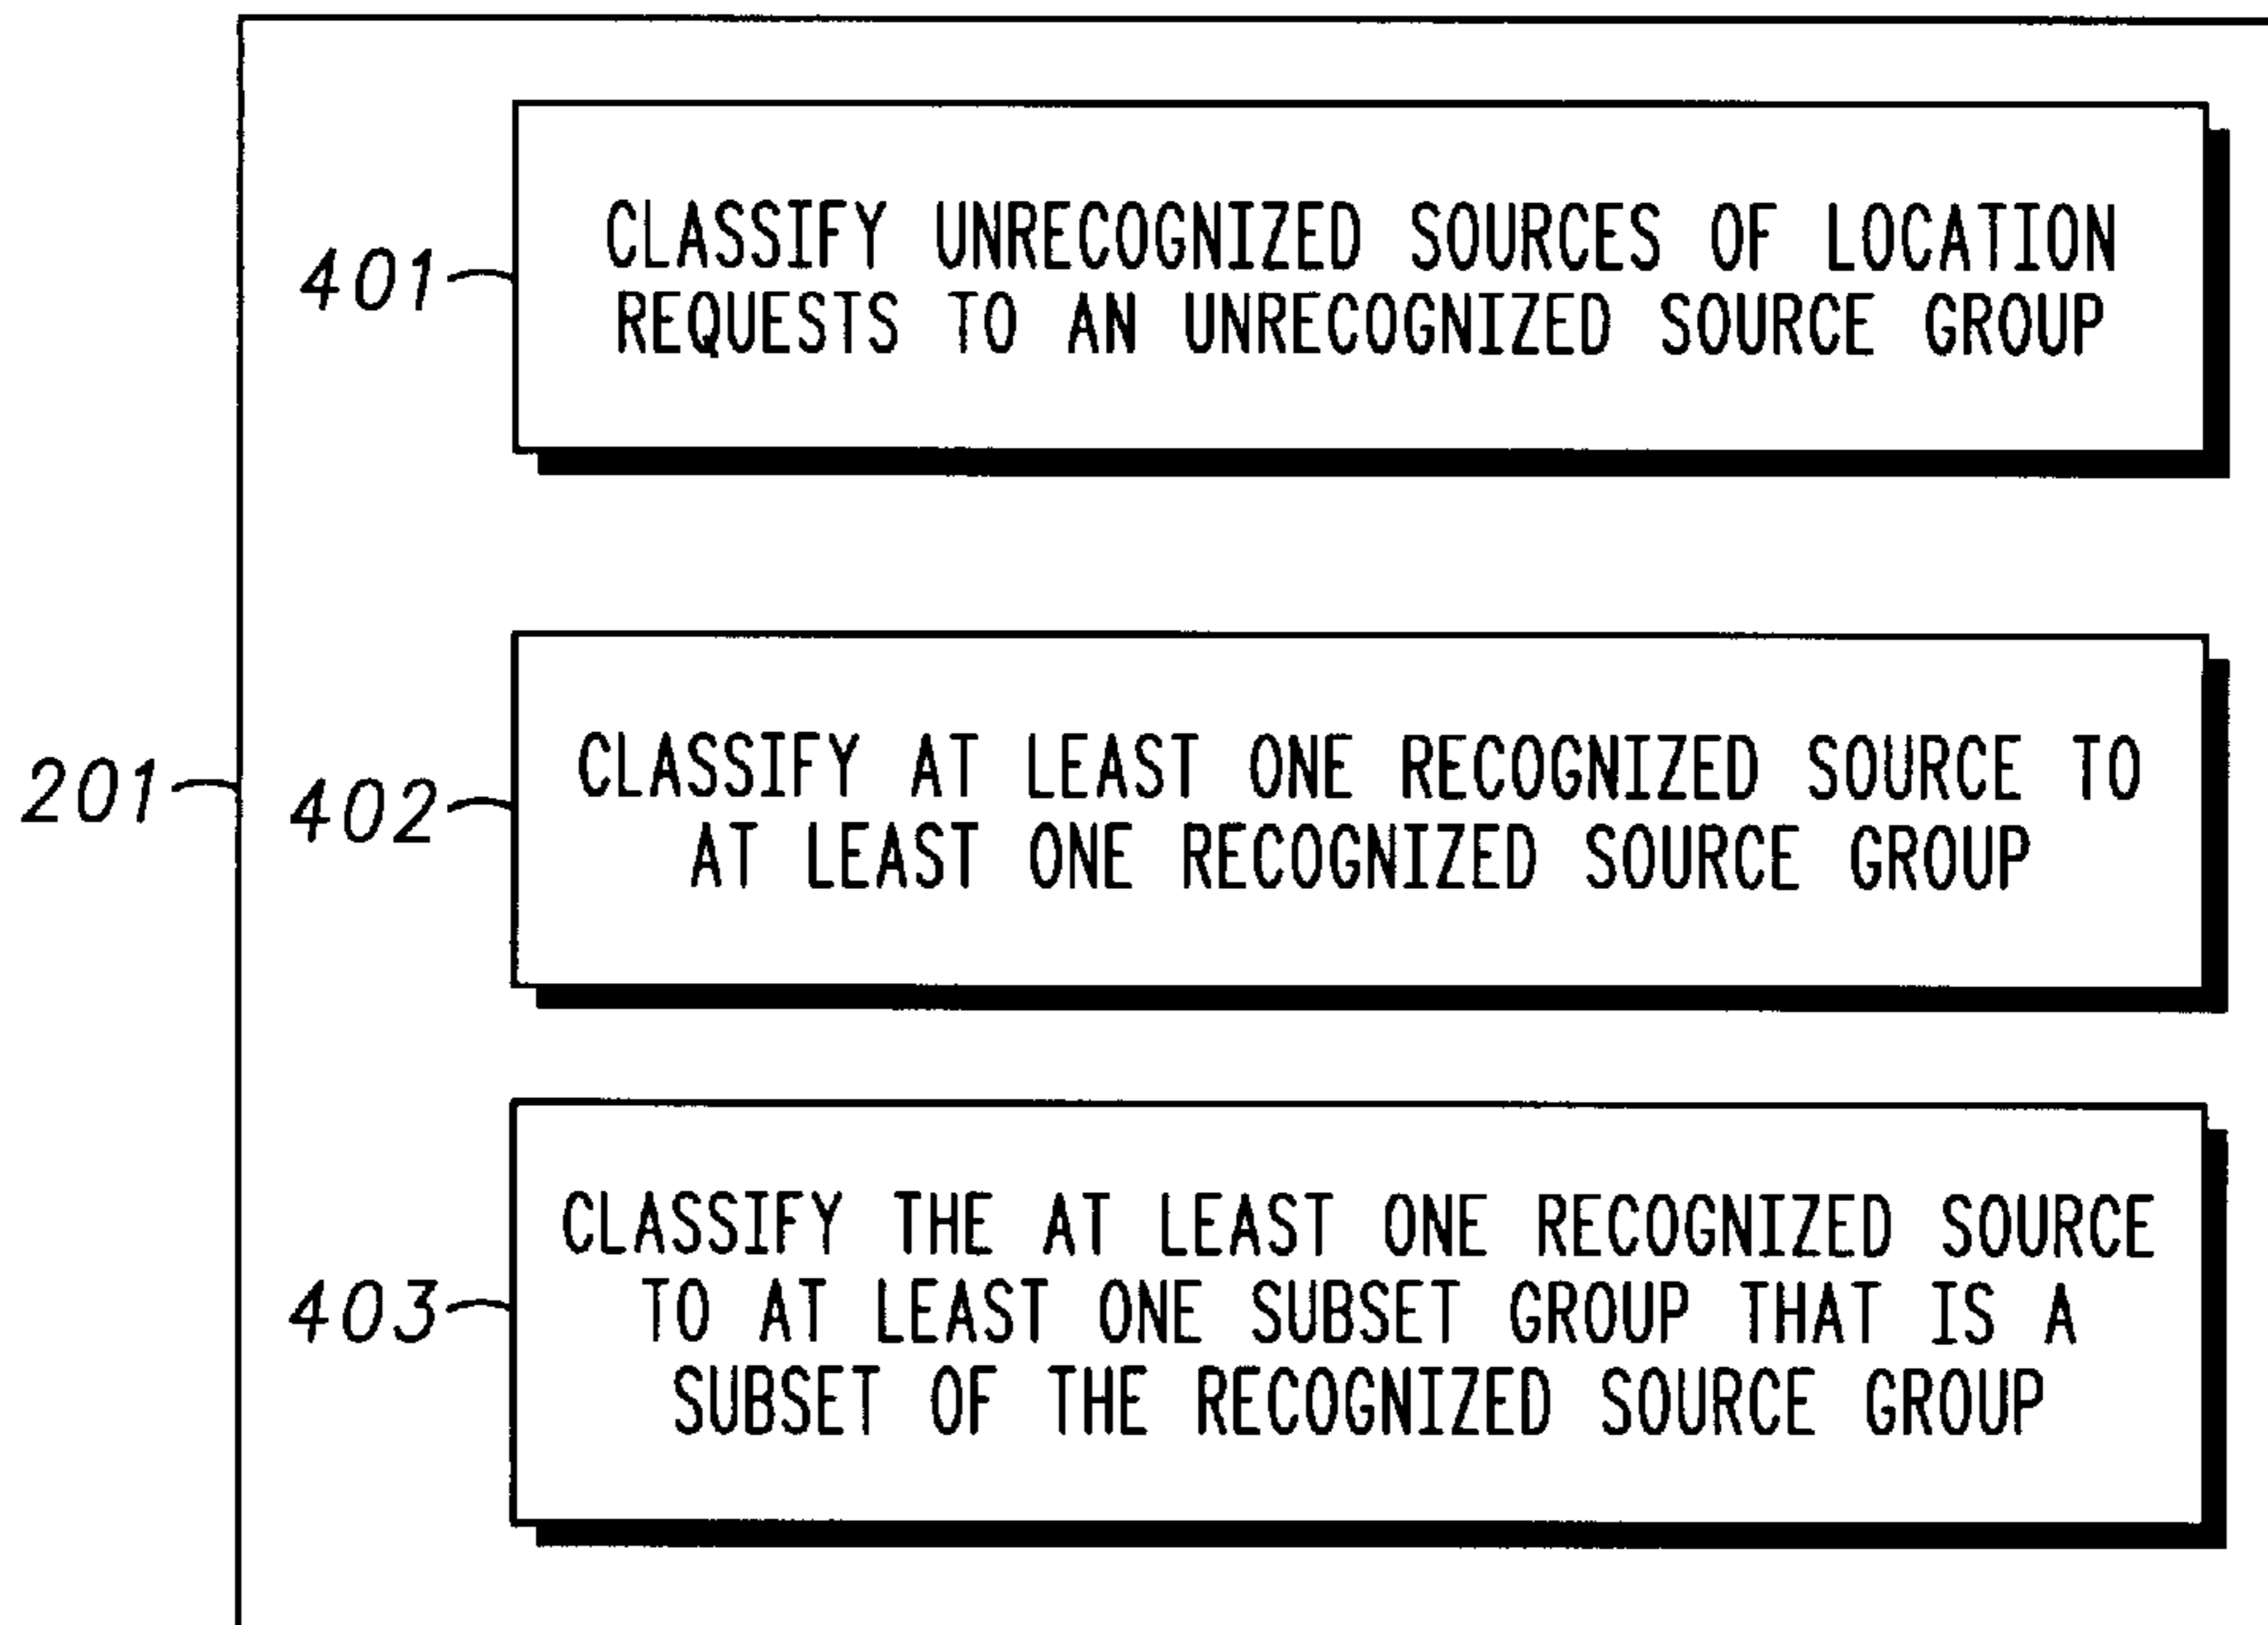 401
CLASSIFY UNRECOGNIZED SOURCES OF LOCATION
REQUESTS TO AN UNRECOGNIZED SOURCE GROUP
201
402
CLASSIFY AT LEAST ONE RECOGNIZED SOURCE TO
AT LEAST ONE RECOGNIZED SOURCE GROUP
403
CLASSIFY THE AT LEAST ONE RECOGNIZED SOURCE
TO AT LEAST ONE SUBSET GROUP THAT IS A
SUBSET OF THE RECOGNIZED SOURCE GROUP